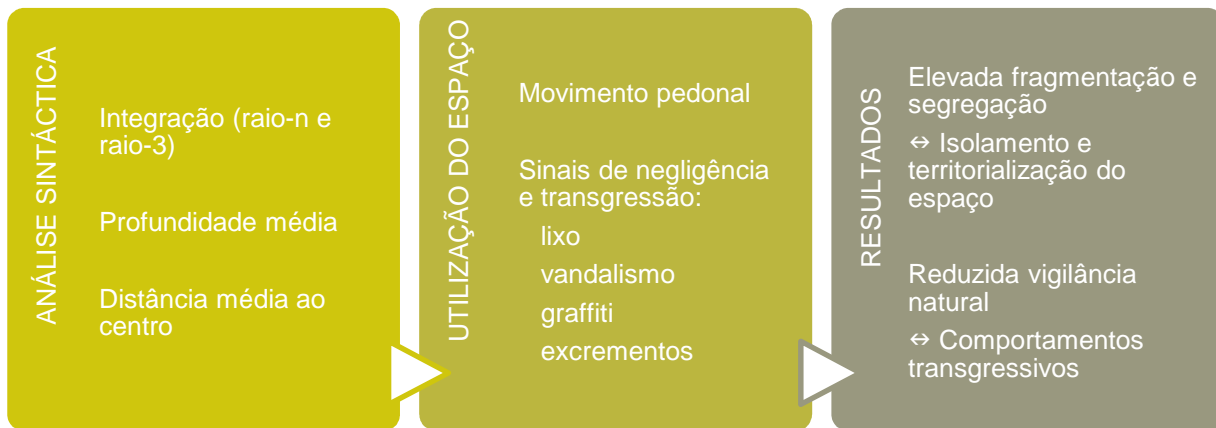 ANÁLISE SINTÁCTICA
Integração (raio-n e
raio-3)
Profundidade média
Distância média ao
centro
UTILIZAÇÃO DO ESPAÇO
Movimento pedonal
Sinais de negligência
e transgressão:
lixo
vandalismo
graffiti
excrementos
RESULTADOS
Elevada fragmentação e
segregação
↔ Isolamento e
territorialização do
espaço
Reduzida vigilância
natural
↔ Comportamentos
transgressivos